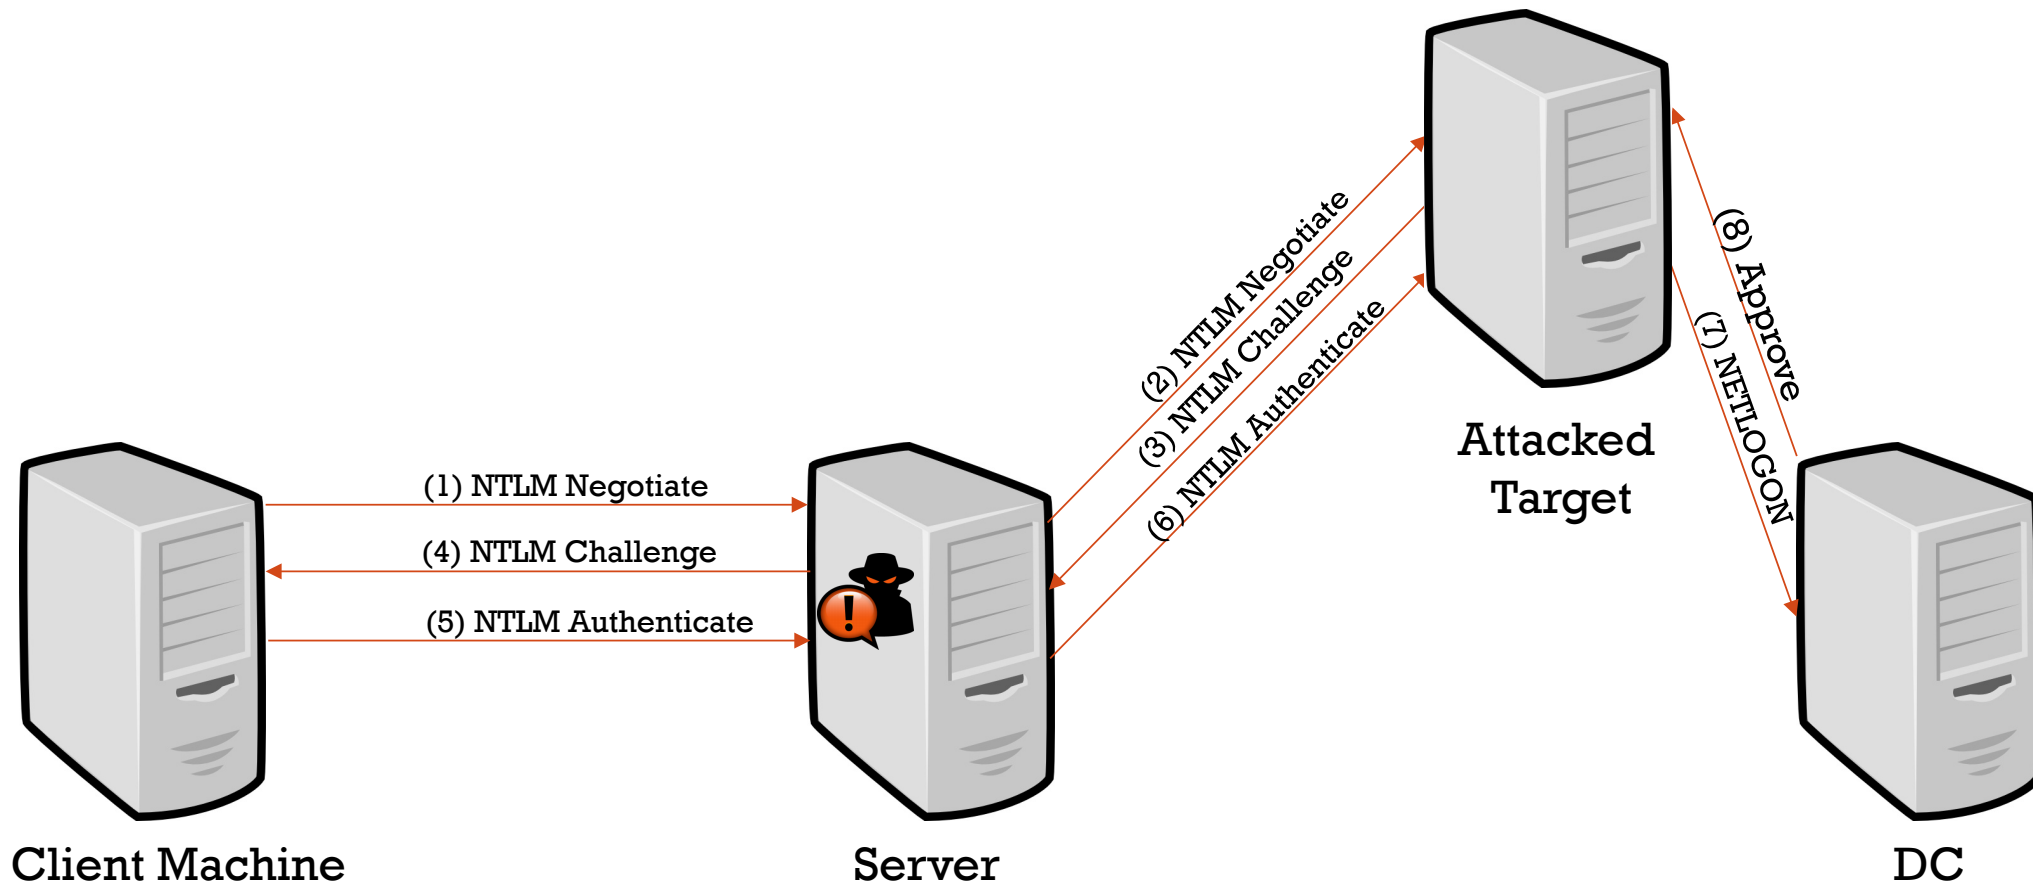 (1) NTLM Negotiate
(4) NTLM Challenge
(5) NTLM Authenticate
(2) NTLM Negotiate
(3) NTLM Challenge
(6) NTLM Authenticate
(8) Approve
(7) NETLOGON
Attacked
Target
Client Machine
Server
DC
!